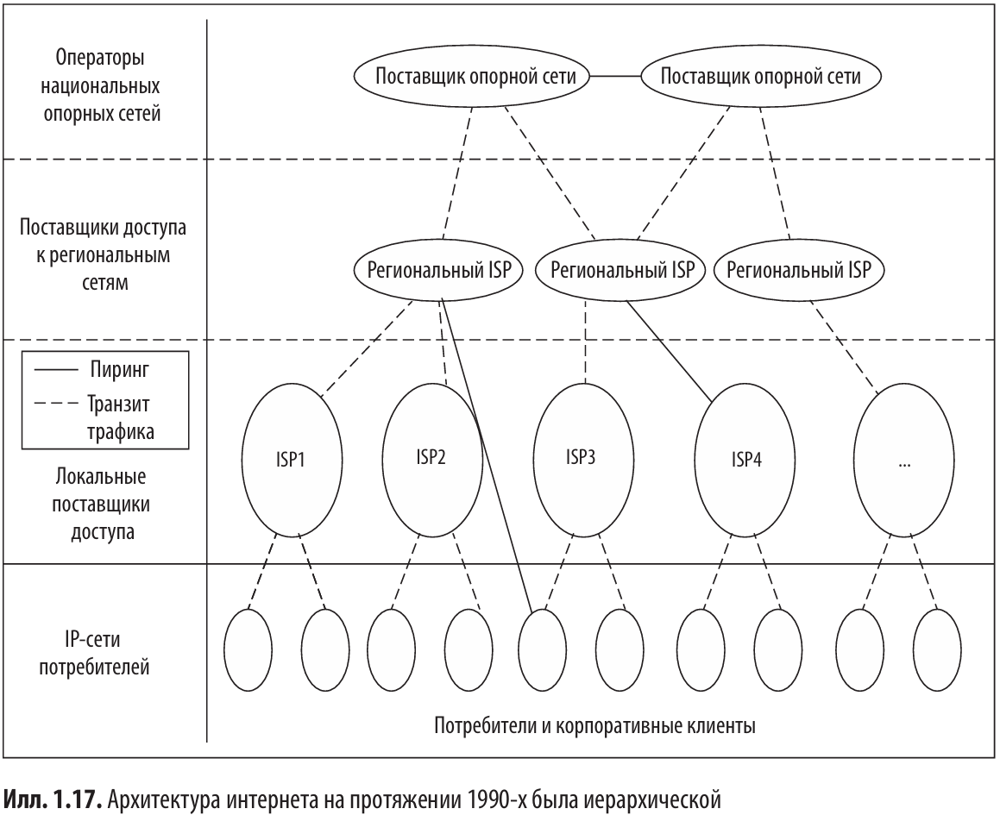 Операторы
национальных
опорных сетей
Поставщик опорной сети
Поставщик опорной сети
Поставщики доступа
к региональным
сетям
Региональный ISP
Региональный ISP
Региональный ISP
Пиринг
Транзит
трафика
Локальные
поставщики
доступа
ISP1
ISP2
ISP3
ISP4
...
IP-сети
потребителей
Потребители и корпоративные клиенты
Илл. 1.17. Архитектура интернета на протяжении 1990-х была иерархической